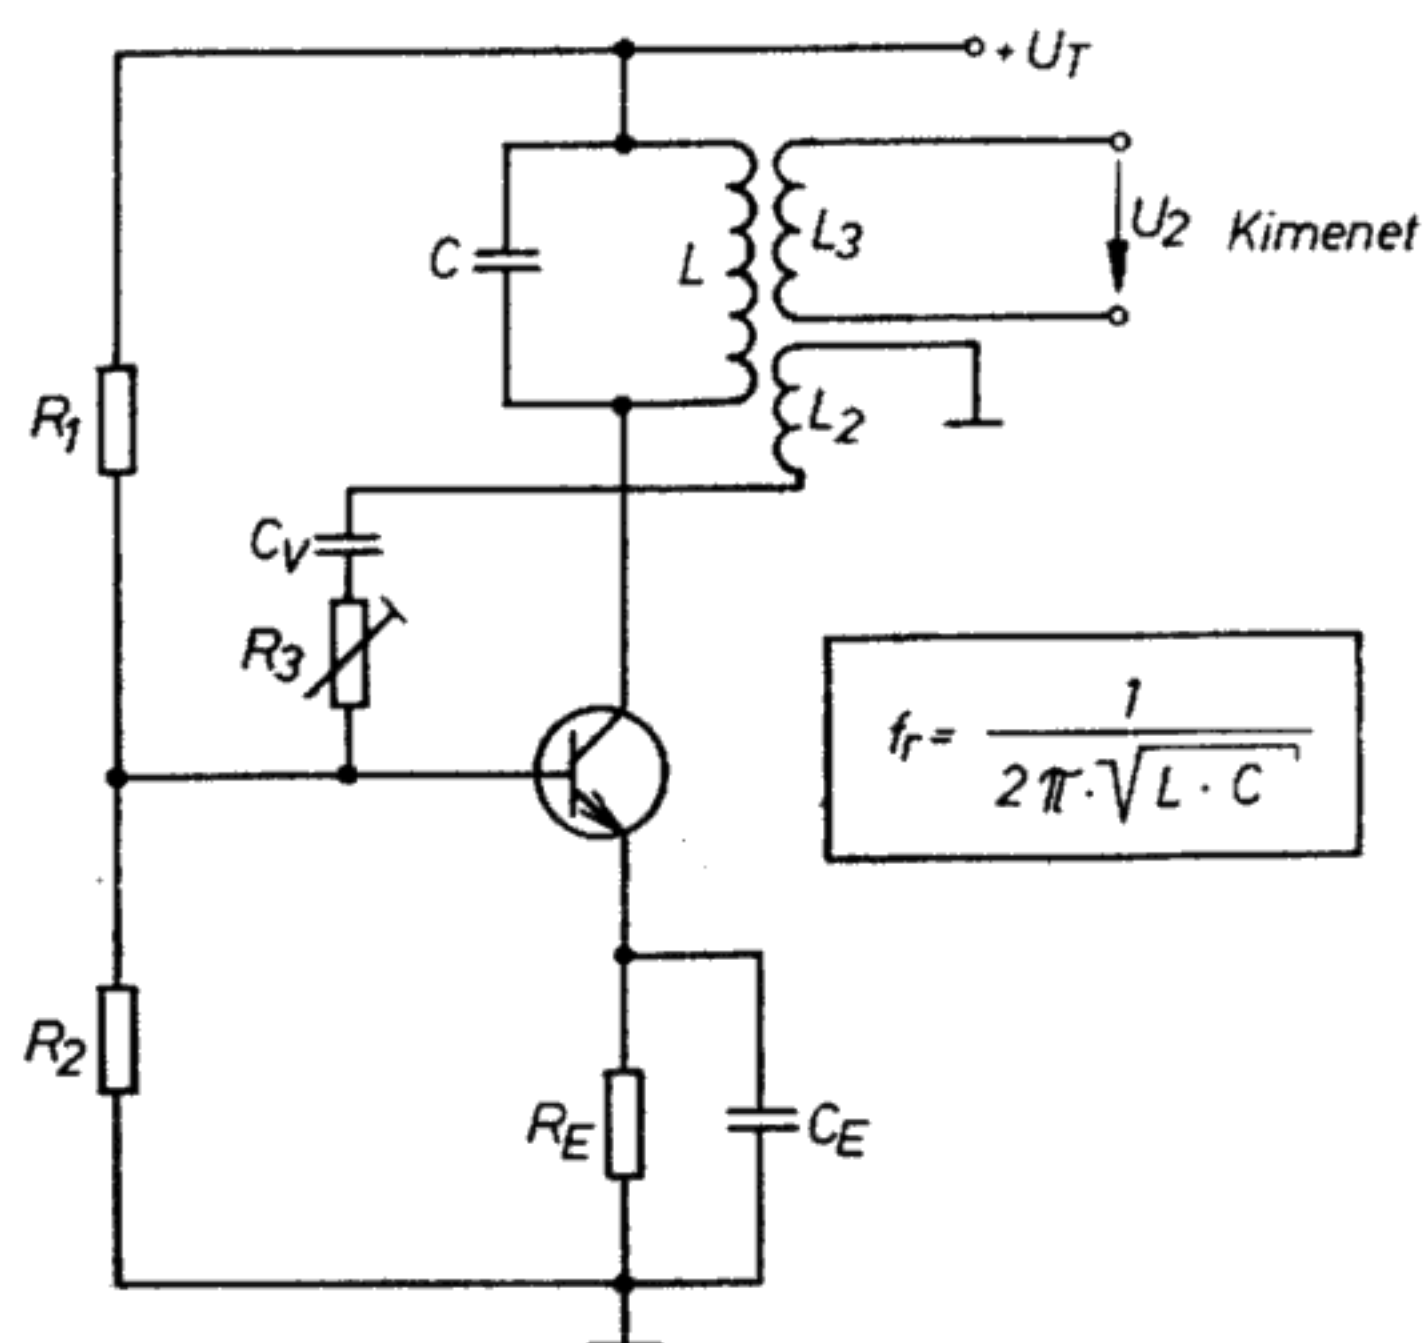 + UT
U2 Kimenet
L3
C
L
R1
L2
CV
R3
fr = 1 / 2π·√L · C
R2
RE
CE